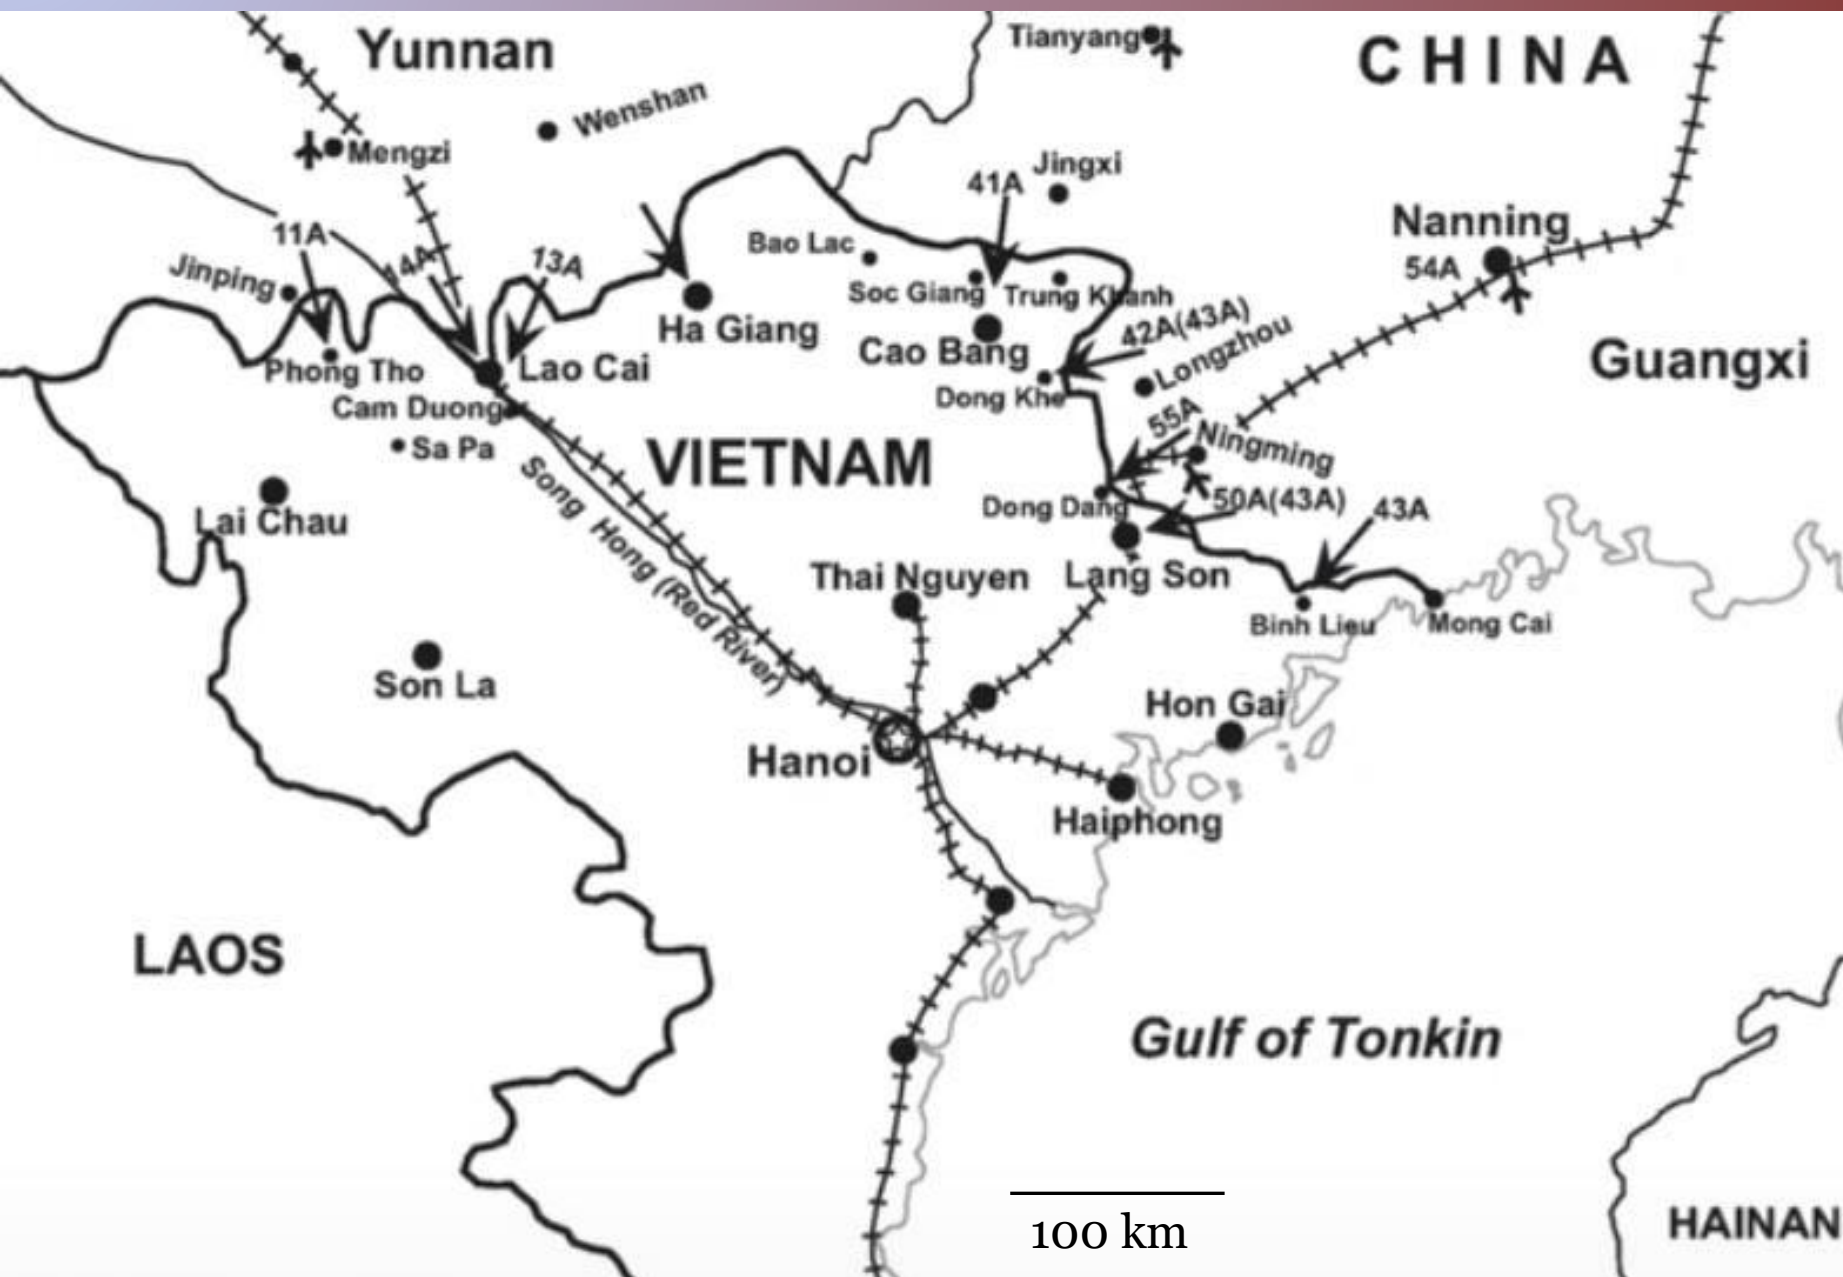 Yunnan
Tianyang
CHINA
Wenshan
Mengzi
Jingxi
41A
11A
Nanning
54A
Bao Lac
14A
13A
Jinping
Soc Giang
Trung Khanh
Ha Giang
42A(43A)
Cao Bang
Longzhou
Guangxi
Phong Tho
Lao Cai
Dong Khe
Cam Duong
55A
Sa Pa
VIETNAM
Ningming
Song Hong (Red River)
Dong Dang
50A(43A)
43A
Lai Chau
Thai Nguyen
Lang Son
Binh Lieu
Mong Cai
Son La
Hon Gai
Hanoi
Haiphong
LAOS
Gulf of Tonkin
100 km
HAINAN